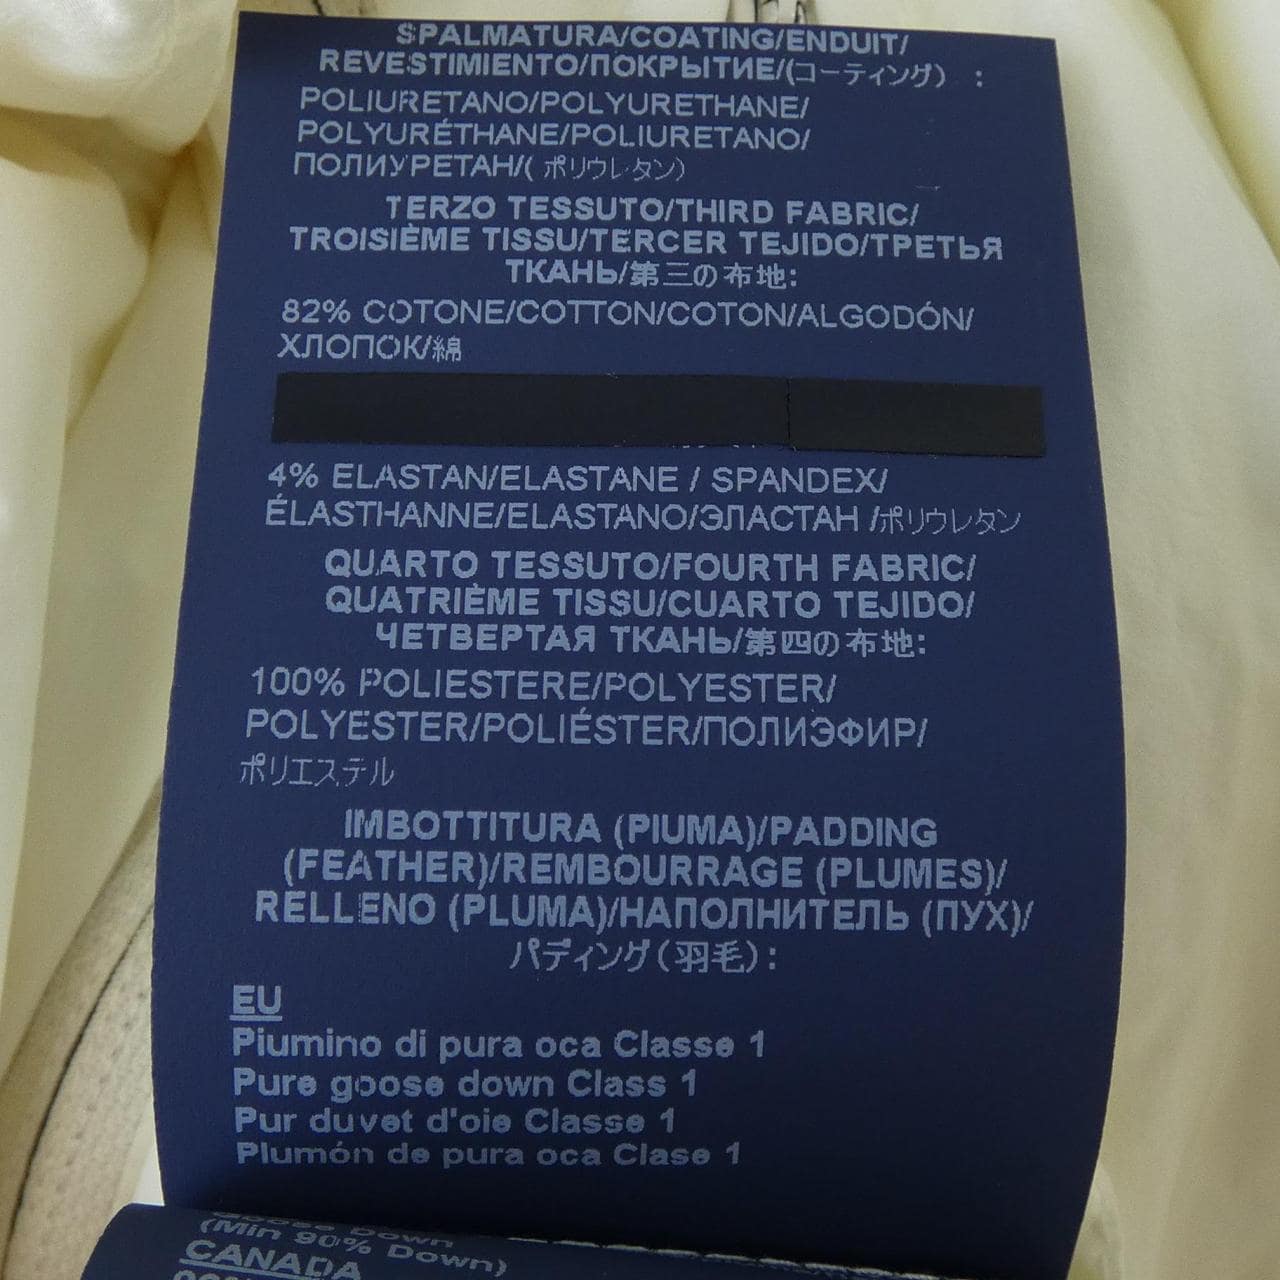 SPALMATURA/COATING/ENDUIT/
REVESTIMIENTO/ПОКРЫТИЕ/(コーティング) :
POLIURETANO/POLYURETHANE/
POLYURÉTHANE/POLIURETANO/
ПОЛИУРЕТАН/( ポリウレタン)
TERZO TESSUTO/THIRD FABRIC/
TROISIÈME TISSU/TERCER TEJIDO/ТРЕТЬЯ
ТКАНЬ/第三の布地:
82% COTONE/COTTON/COTON/ALGODÓN/
ХЛОПОК/綿
4% ELASTAN/ELASTANE / SPANDEX/
ÉLASTHANNE/ELASTANO/ЭЛАСТАН /ポリウレタン
QUARTO TESSUTO/FOURTH FABRIC/
QUATRIÈME TISSU/CUARTO TEJIDO/
ЧЕТВЕРТАЯ ТКАНЬ/第四の布地:
100% POLIESTERE/POLYESTER/
POLYESTER/POLIÉSTER/ПОЛИЭФИР/
ポリエステル
IMBOTTITURA (PIUMA)/PADDING
(FEATHER)/REMBOURRAGE (PLUMES)/
RELLENO (PLUMA)/НАПОЛНИТЕЛЬ (ПУХ)/
パディング(羽毛) :
EU
Piumino di pura oca Classe 1
Pure goose down Class 1
Pur duvet d'oie Classe 1
Plumón de pura oca Clase 1
Down
(Min 90% Down)
CANADA